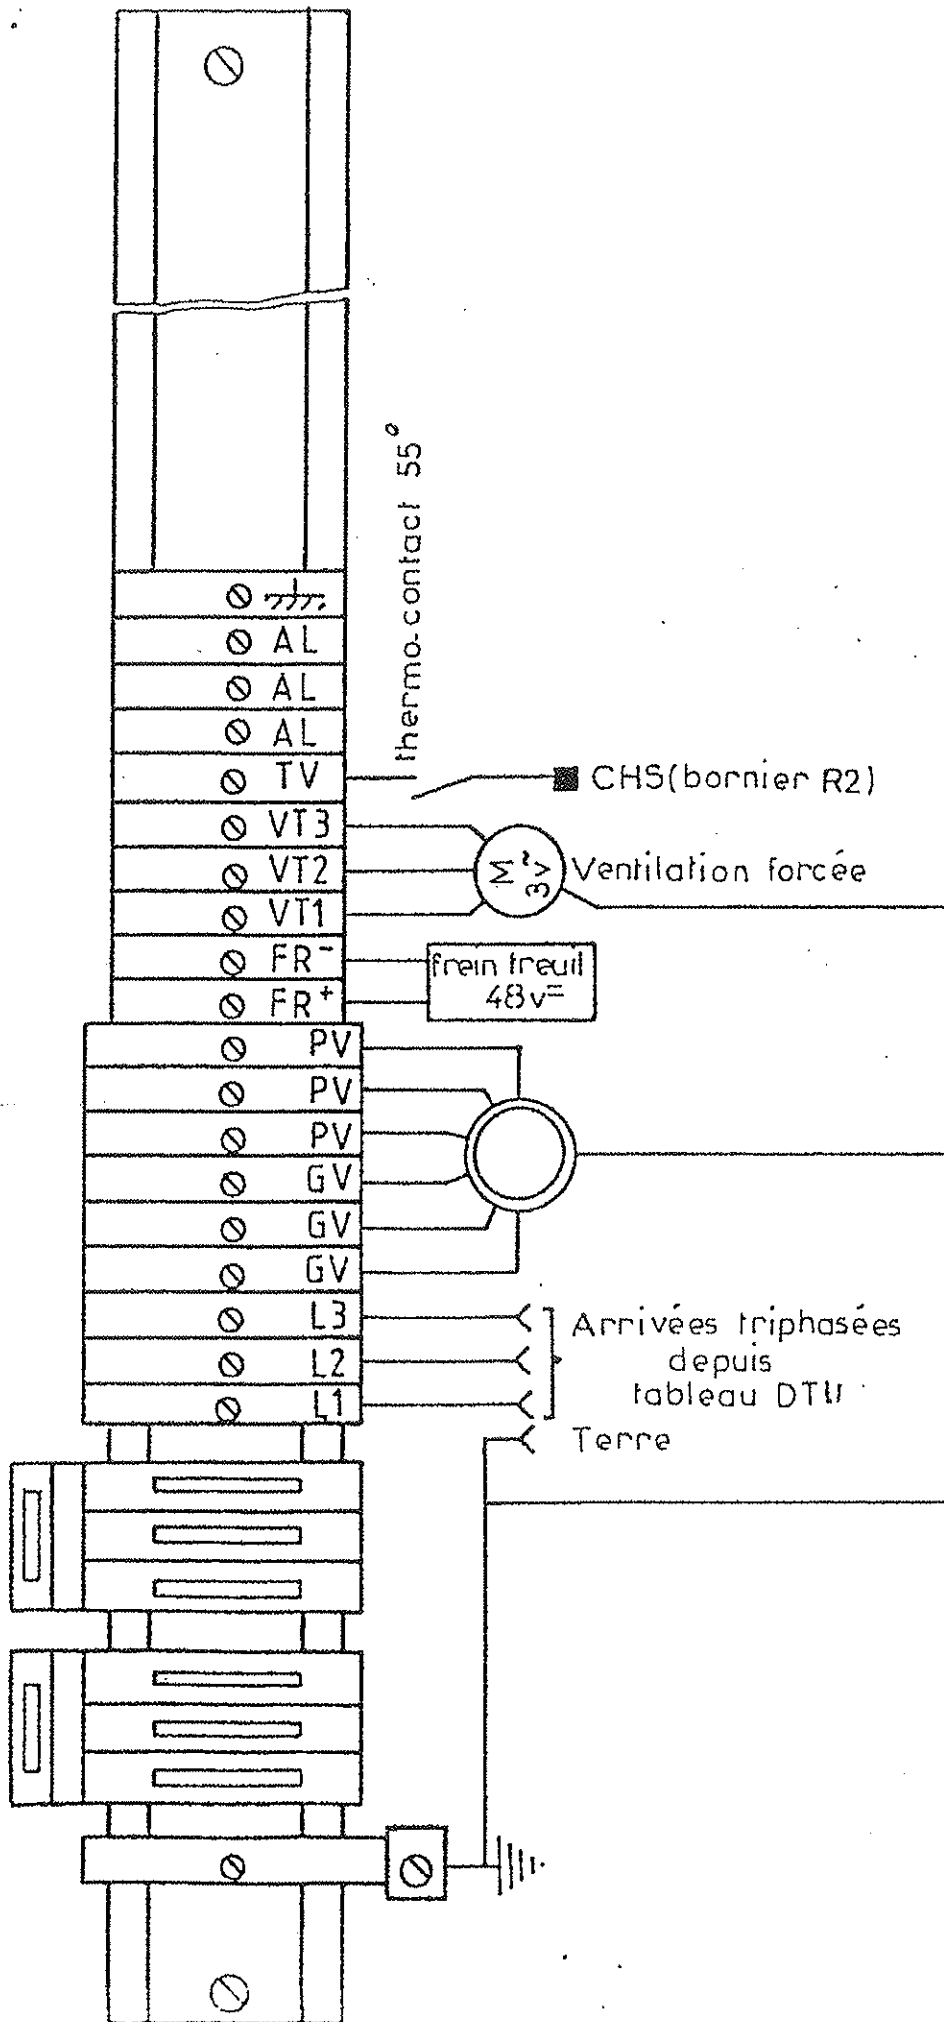 thermo-contact 55°
AL
AL
AL
TV
CHS(bornier R2)
VT3
VT2
M 3v~
Ventilation forcée
VT1
FR-
frein treuil
48v=
FR+
PV
PV
PV
GV
GV
GV
L3
Arrivées triphasées
L2
depuis
L1
tableau DTU
Terre